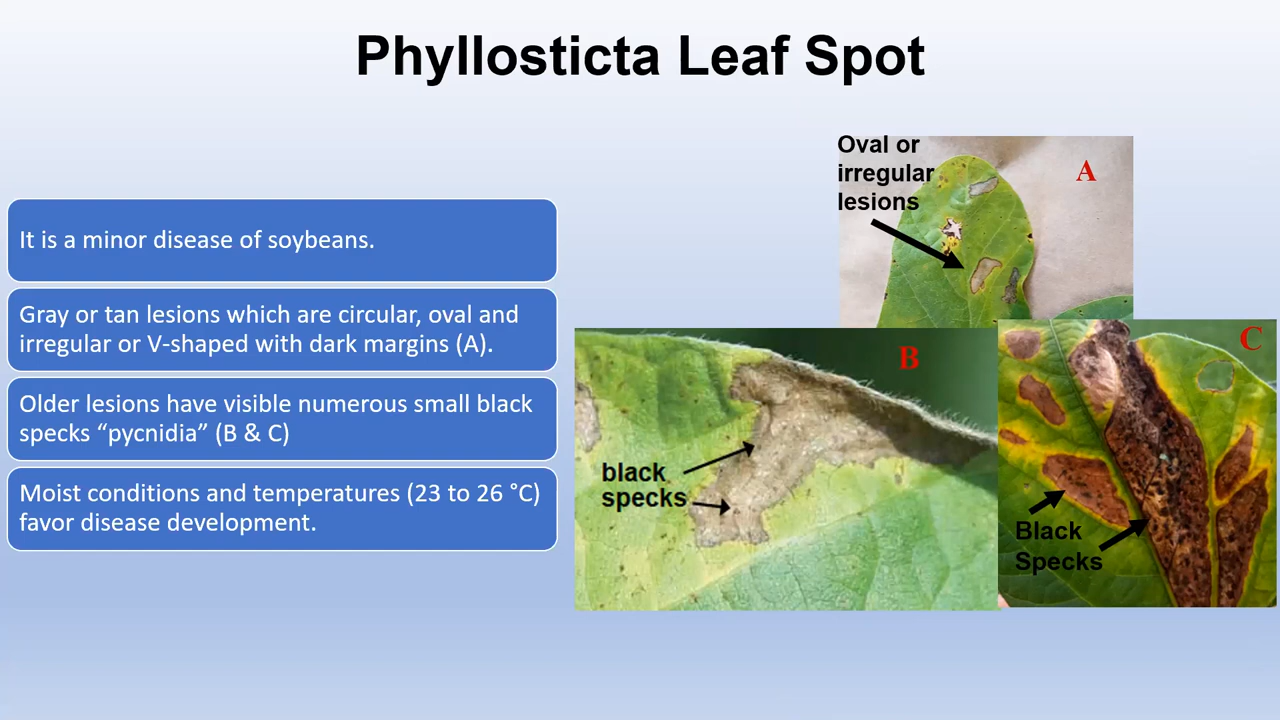 Phyllosticta Leaf Spot
It is a minor disease of soybeans.
Gray or tan lesions which are circular, oval and
irregular or V-shaped with dark margins (A).
Older lesions have visible numerous small black
specks “pycnidia” (B & C)
Moist conditions and temperatures (23 to 26 °C)
favor disease development.
Oval or
irregular
lesions
A
B
black
specks
C
Black
Specks